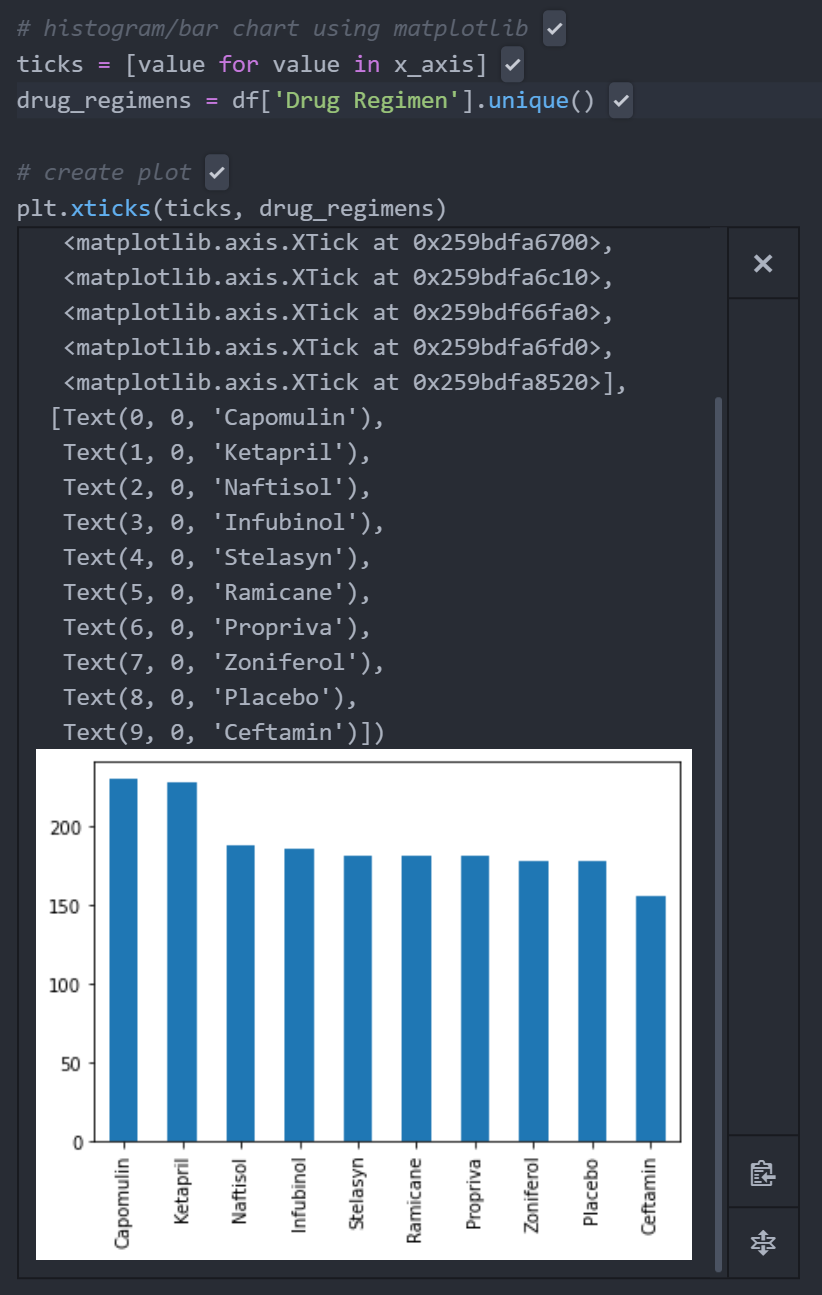 # histogram/bar chart using matplotlib
ticks = [value for value in x_axis]
drug_regimens = df['Drug Regimen'].unique()
# create plot
plt.xticks(ticks, drug_regimens)
<matplotlib.axis.XTick at 0x259bdfa6700>,
<matplotlib.axis.XTick at 0x259bdfa6c10>,
<matplotlib.axis.XTick at 0x259bdf66fa0>,
<matplotlib.axis.XTick at 0x259bdfa6fd0>,
<matplotlib.axis.XTick at 0x259bdfa8520>],
[Text(0, 0, 'Capomulin'),
Text(1, 0, 'Ketapril'),
Text(2, 0, 'Naftisol'),
Text(3, 0, 'Infubinol'),
Text(4, 0, 'Stelasyn'),
Text(5, 0, 'Ramicane'),
Text(6, 0, 'Propriva'),
Text(7, 0, 'Zoniferol'),
Text(8, 0, 'Placebo'),
Text(9, 0, 'Ceftamin')])
200
150
100
50
0
Capomulin
Ketapril
Naftisol
Infubinol
Stelasyn
Ramicane
Propriva
Zoniferol
Placebo
Ceftamin